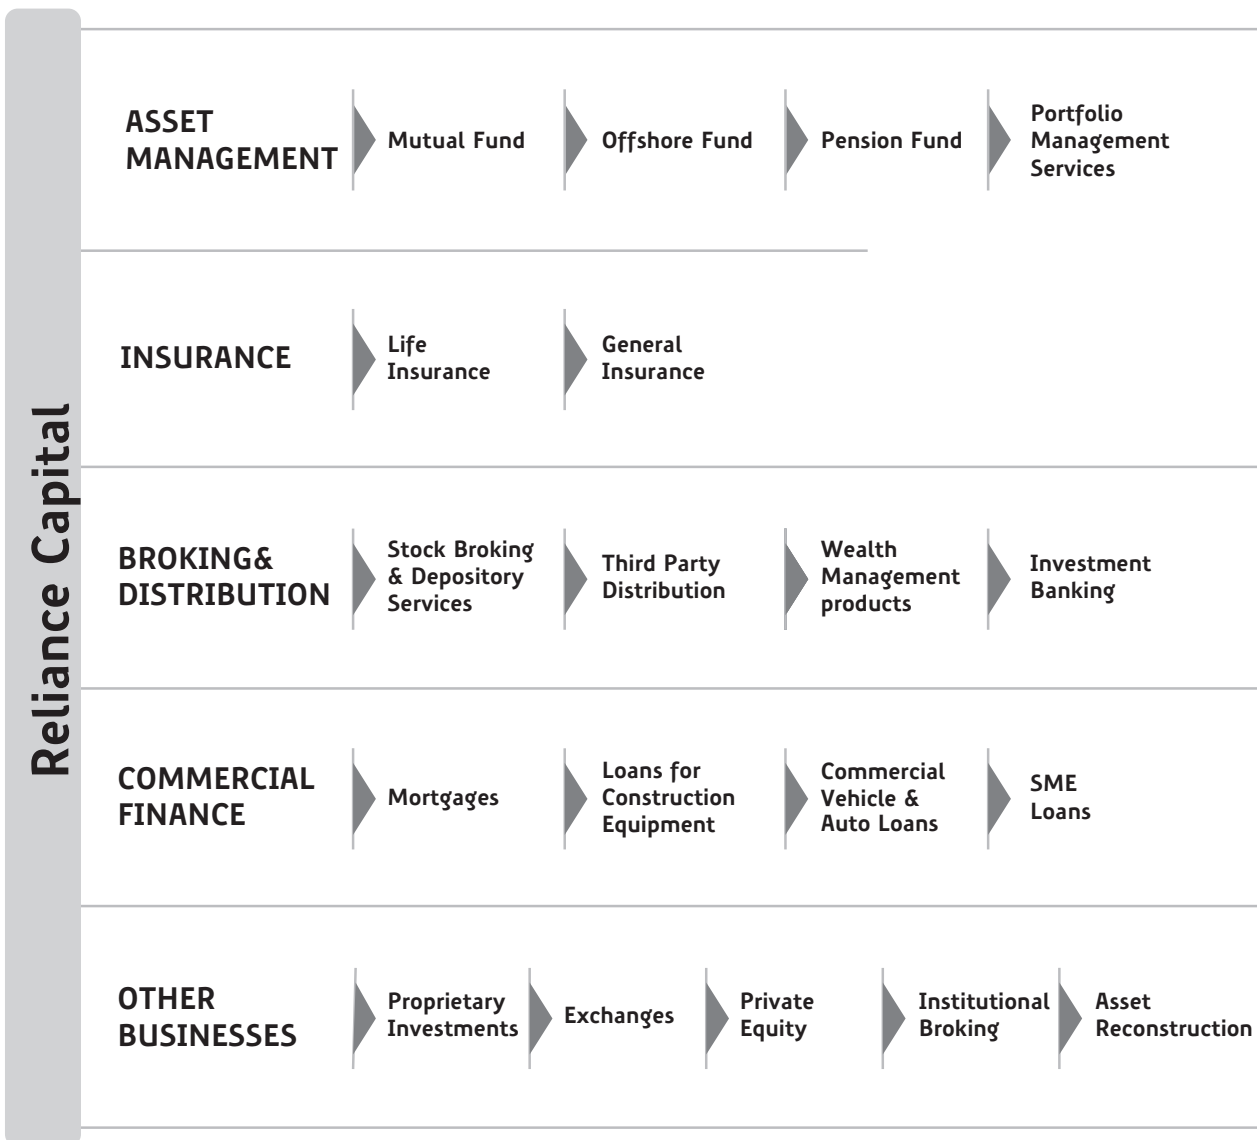 Reliance Capital
ASSET
MANAGEMENT
Mutual Fund
Offshore Fund
Pension Fund
Portfolio
Management
Services
INSURANCE
Life
Insurance
General
Insurance
BROKING&
DISTRIBUTION
Stock Broking
& Depository
Services
Third Party
Distribution
Wealth
Management
products
Investment
Banking
COMMERCIAL
FINANCE
Mortgages
Loans for
Construction
Equipment
Commercial
Vehicle &
Auto Loans
SME
Loans
OTHER
BUSINESSES
Proprietary
Investments
Exchanges
Private
Equity
Institutional
Broking
Asset
Reconstruction